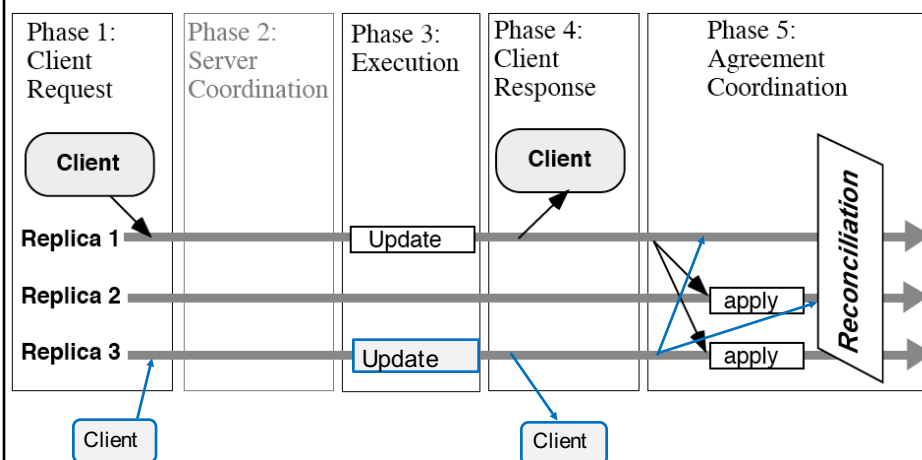 Phase 1:
Client
Request
Phase 2:
Server
Coordination
Phase 3:
Execution
Phase 4:
Client
Response
Phase 5:
Agreement
Coordination
Client
Client
Replica 1
Update
Replica 2
apply
Replica 3
Update
apply
Reconciliation
Client
Client